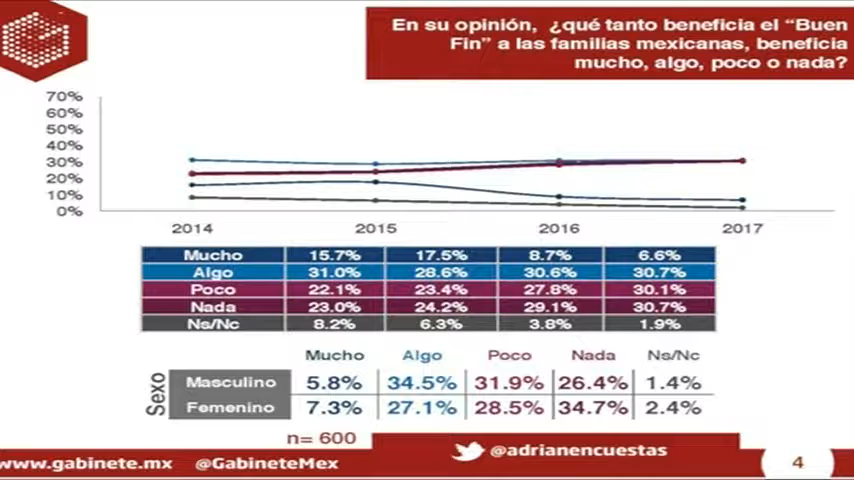 En su opinión, ¿qué tanto beneficia el “Buen
Fin” a las familias mexicanas, beneficia
mucho, algo, poco o nada?
70%
60%
50%
40%
30%
20%
10%
0%
2014 2015 2016 2017
Mucho 15.7% 17.5% 8.7% 6.6%
Algo 31.0% 28.6% 30.6% 30.7%
Poco 22.1% 23.4% 27.8% 30.1%
Nada 23.0% 24.2% 29.1% 30.7%
Ns/Nc 8.2% 6.3% 3.8% 1.9%
Mucho Algo Poco Nada Ns/Nc
Sexo
Masculino 5.8% 34.5% 31.9% 26.4% 1.4%
Femenino 7.3% 27.1% 28.5% 34.7% 2.4%
n= 600
www.gabinete.mx @GabineteMex @adrianencuestas 4